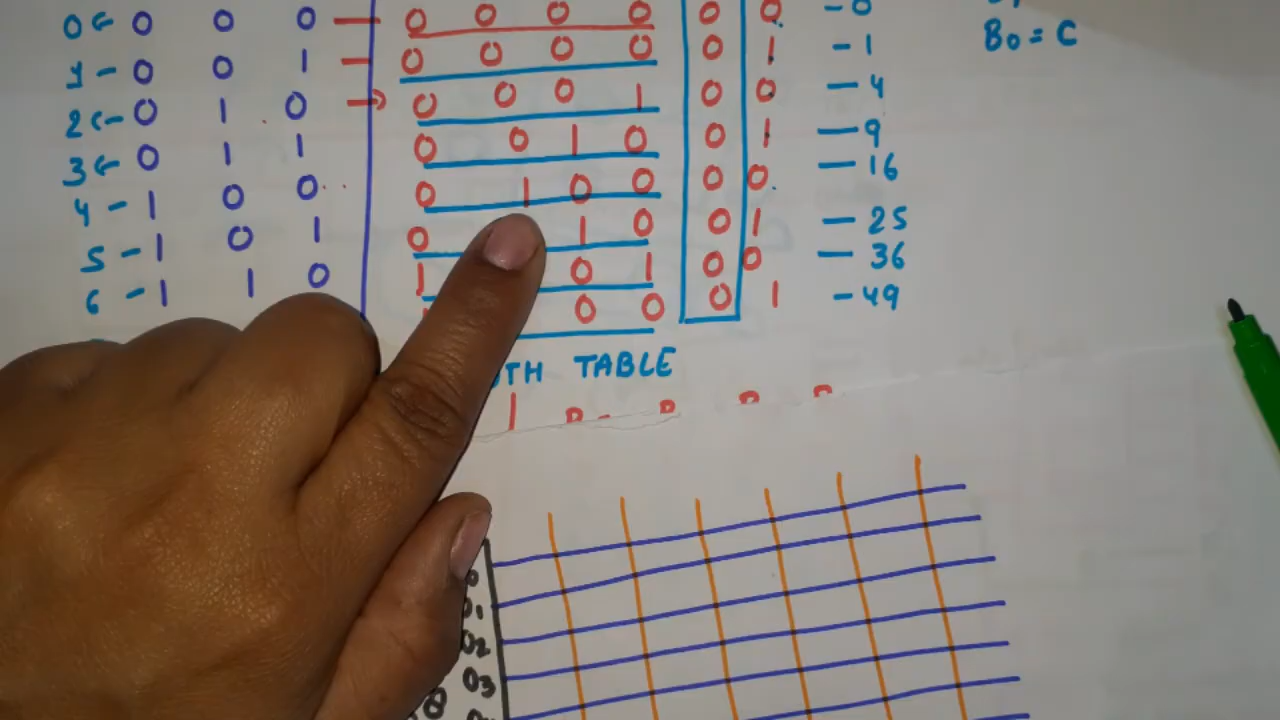 0← 0 0 0 — 0 0 0 0 0 0 - 0
1 - 0 0 1 — 0 0 0 0 0 1 - 1 B0 = C
2← 0 1 0 → 0 0 0 1 0 0 - 4
3← 0 1 1 0 0 1 0 0 1 - 9
4 - 1 0 0 0 1 0 0 0 0 - 16
5 - 1 0 1 0 1 0 0 1 - 25
6 - 1 1 0 1 0 1 0 0 - 36
0 0 0 1 - 49
TABLE
O1
O2
O3